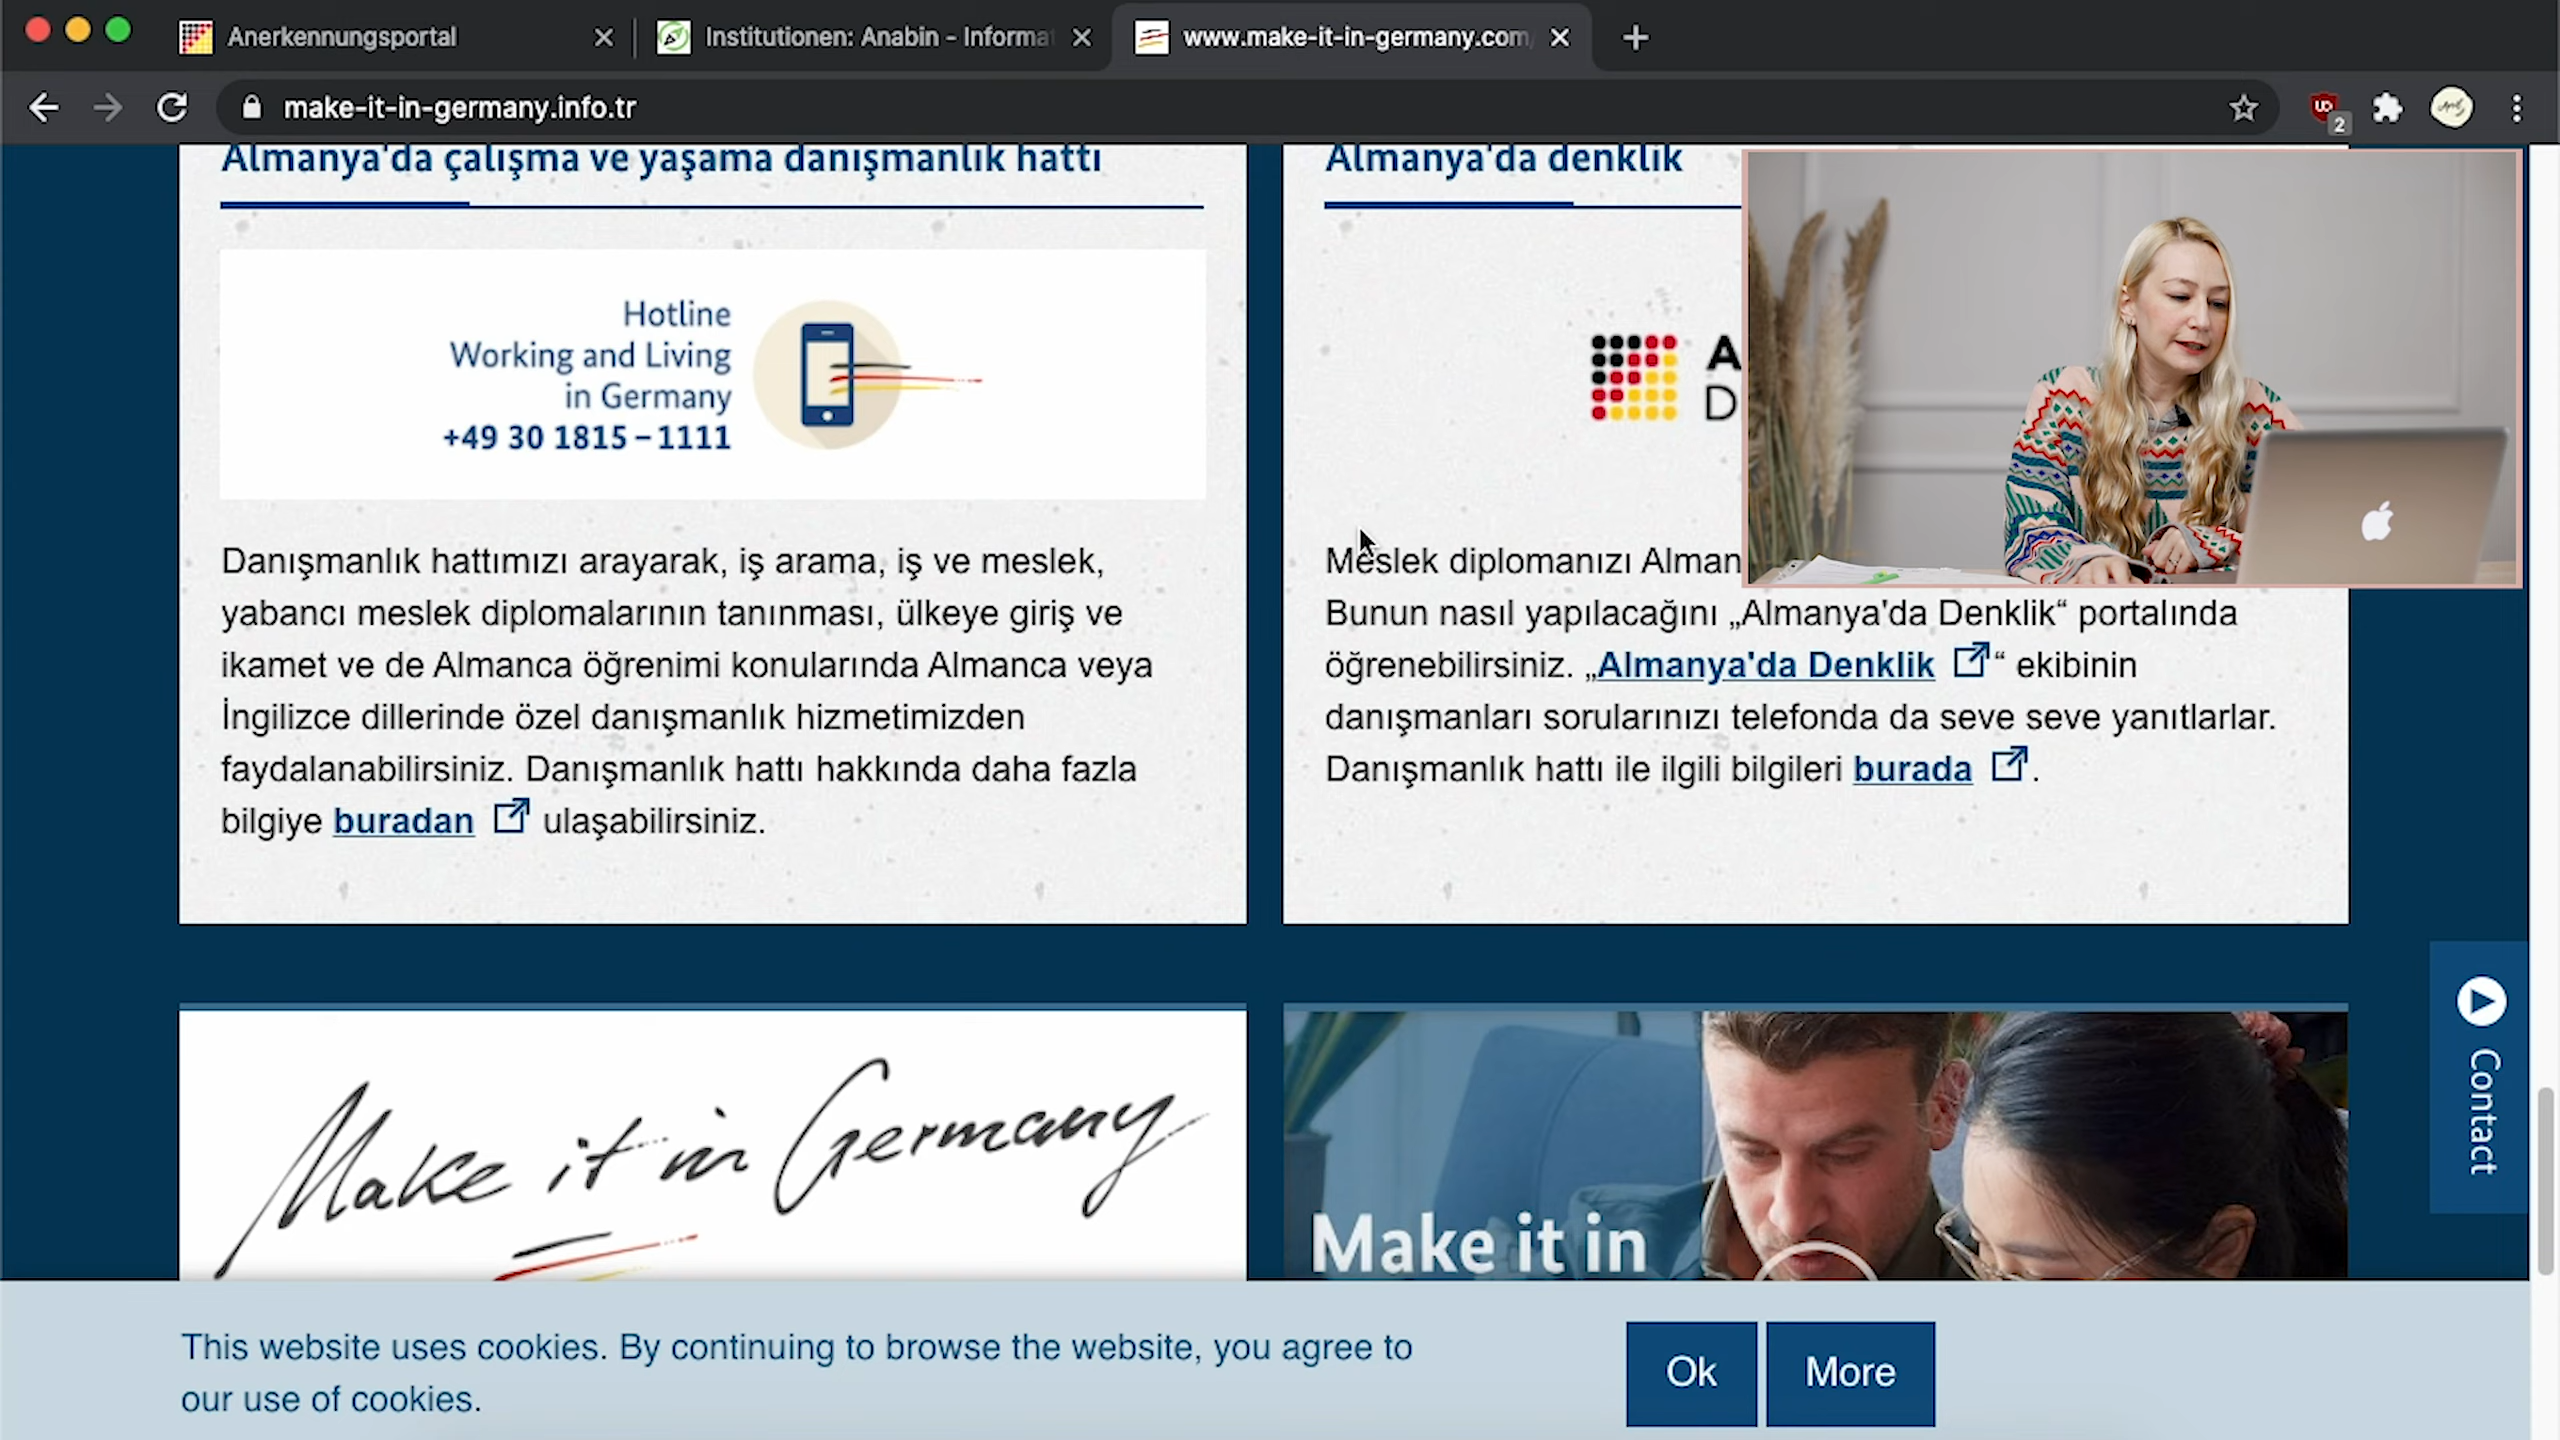 Anerkennungsportal
Institutionen: Anabin - Informat
www.make-it-in-germany.com/
make-it-in-germany.info.tr
2
Almanya'da çalışma ve yaşama danışmanlık hattı
Hotline
Working and Living
in Germany
+49 30 1815 – 1111
Danışmanlık hattımızı arayarak, iş arama, iş ve meslek,
yabancı meslek diplomalarının tanınması, ülkeye giriş ve
ikamet ve de Almanca öğrenimi konularında Almanca veya
İngilizce dillerinde özel danışmanlık hizmetimizden
faydalanabilirsiniz. Danışmanlık hattı hakkında daha fazla
bilgiye buradan ulaşabilirsiniz.
Almanya'da denklik
A
D
Meslek diplomanızı Alman
Bunun nasıl yapılacağını „Almanya'da Denklik“ portalında
öğrenebilirsiniz. „Almanya'da Denklik “ ekibinin
danışmanları sorularınızı telefonda da seve seve yanıtlarlar.
Danışmanlık hattı ile ilgili bilgileri burada .
Contact
Make it in Germany
Make it in
This website uses cookies. By continuing to browse the website, you agree to
our use of cookies.
Ok
More